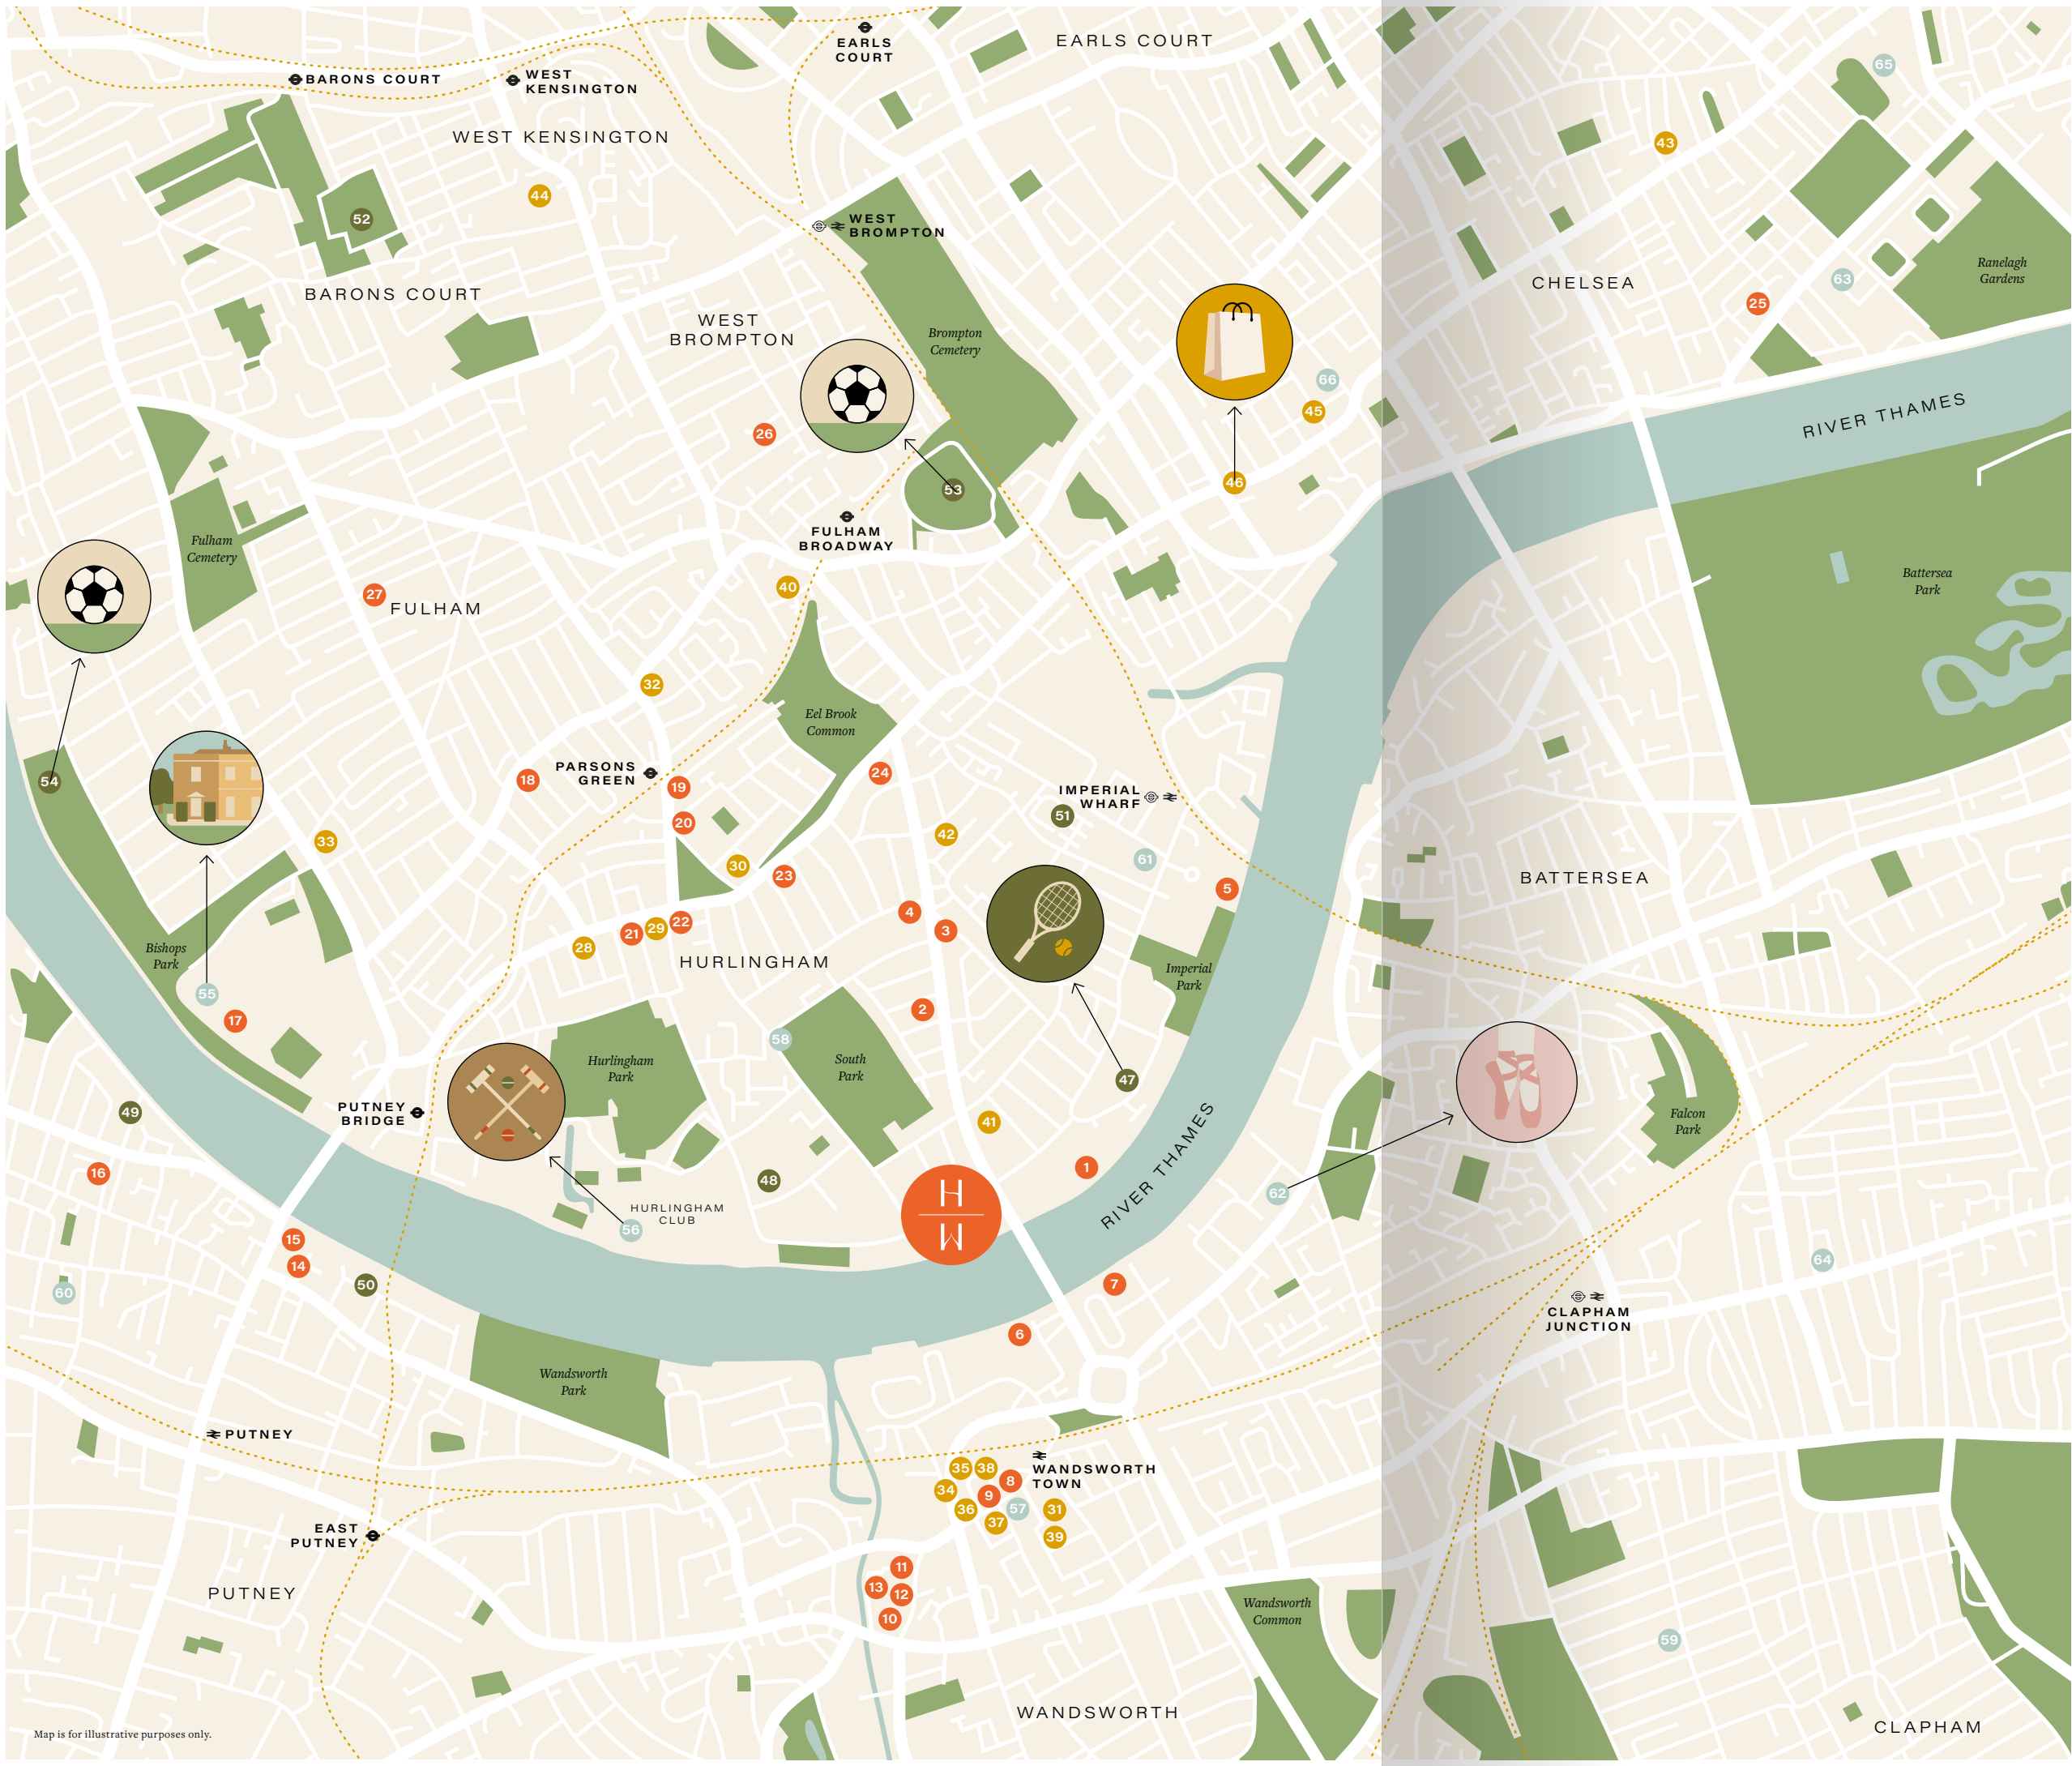 EARLS
COURT
EARLS COURT
BARONS COURT
WEST
KENSINGTON
WEST KENSINGTON
65
43
44
52
WEST
BROMPTON
BARONS COURT
CHELSEA
Ranelagh
Gardens
63
25
WEST
BROMPTON
Brompton
Cemetery
66
45
RIVER THAMES
26
46
53
FULHAM
BROADWAY
Fulham
Cemetery
Battersea
Park
27
FULHAM
40
32
Eel Brook
Common
PARSONS
GREEN
18
19
24
54
IMPERIAL
WHARF
51
20
42
33
61
30
23
BATTERSEA
5
4
3
22
29
21
28
HURLINGHAM
Bishops
Park
Imperial
Park
55
17
2
58
Hurlingham
Park
South
Park
47
49
PUTNEY
BRIDGE
41
Falcon
Park
RIVER THAMES
16
1
48
62
HURLINGHAM
CLUB
56
H
W
15
14
50
60
7
64
6
CLAPHAM
JUNCTION
Wandsworth
Park
PUTNEY
WANDSWORTH
TOWN
35
38
8
34
9
36
57
31
37
39
EAST
PUTNEY
11
13
12
10
PUTNEY
Wandsworth
Common
59
WANDSWORTH
CLAPHAM
Map is for illustrative purposes only.